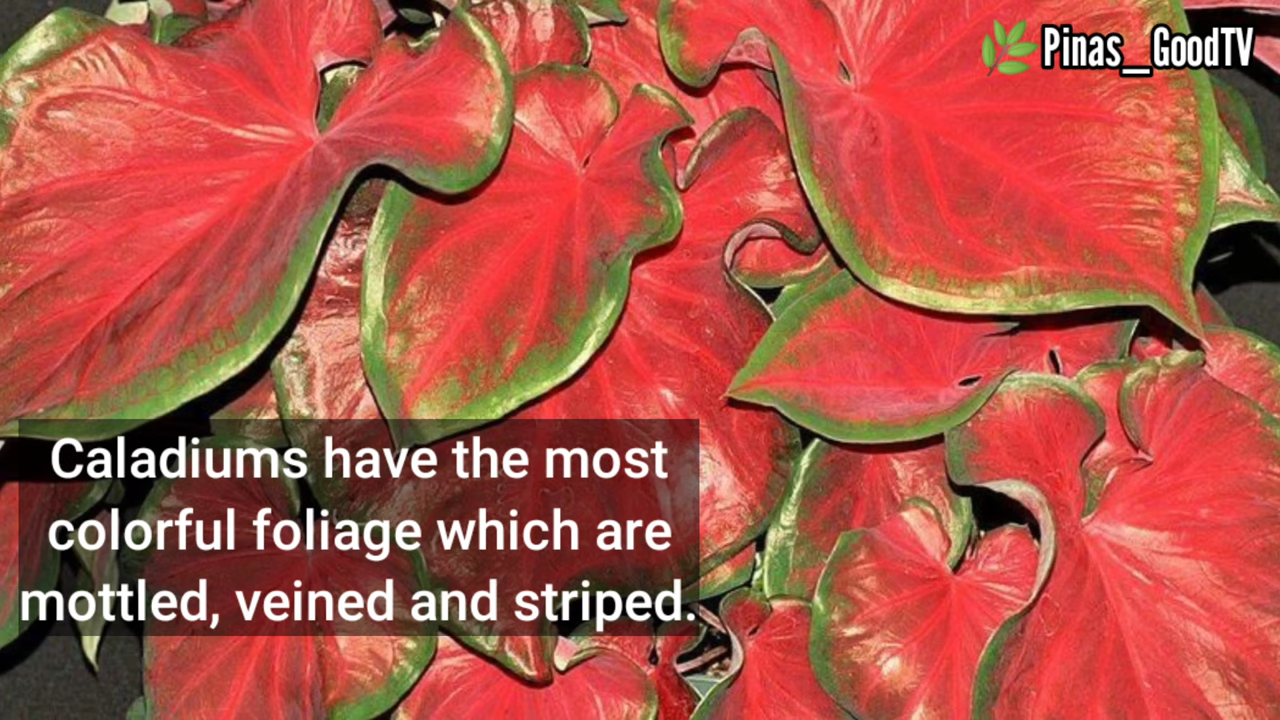 Pinas_GoodTV
Caladiums have the most
colorful foliage which are
mottled, veined and striped.